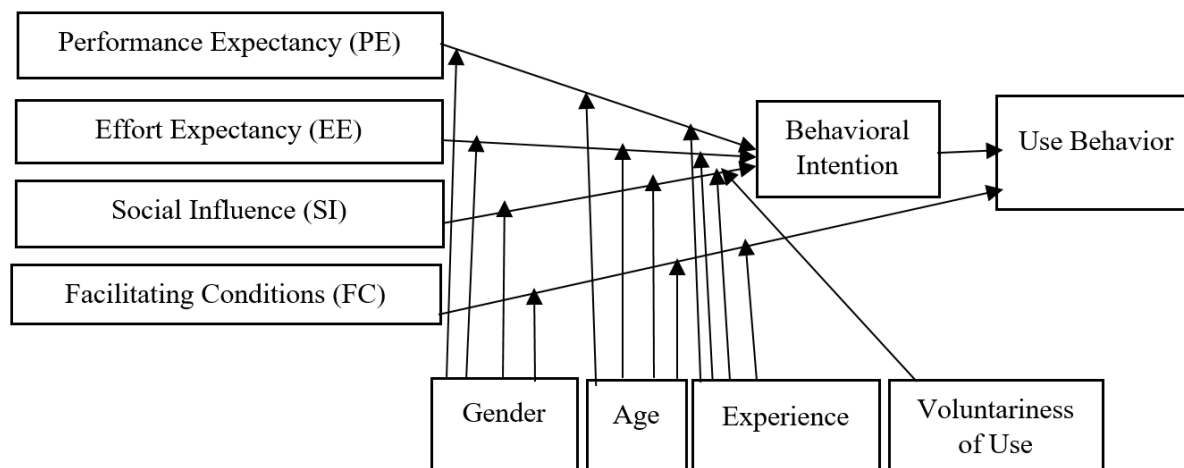 Performance Expectancy (PE)
Effort Expectancy (EE)
Social Influence (SI)
Facilitating Conditions (FC)
Behavioral
Intention
Use Behavior
Gender
Age
Experience
Voluntariness
of Use